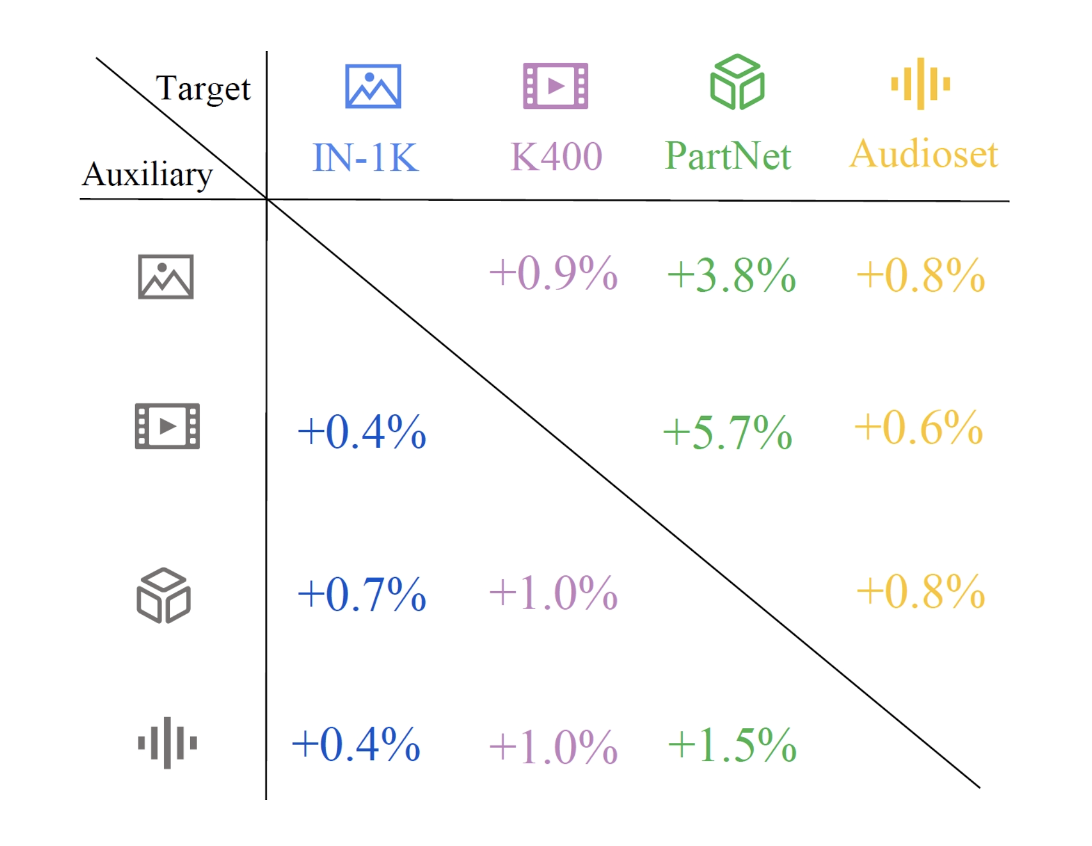 Target
Auxiliary
IN-1K K400 PartNet Audioset
+0.9% +3.8% +0.8%
+0.4% +5.7% +0.6%
+0.7% +1.0% +0.8%
+0.4% +1.0% +1.5%